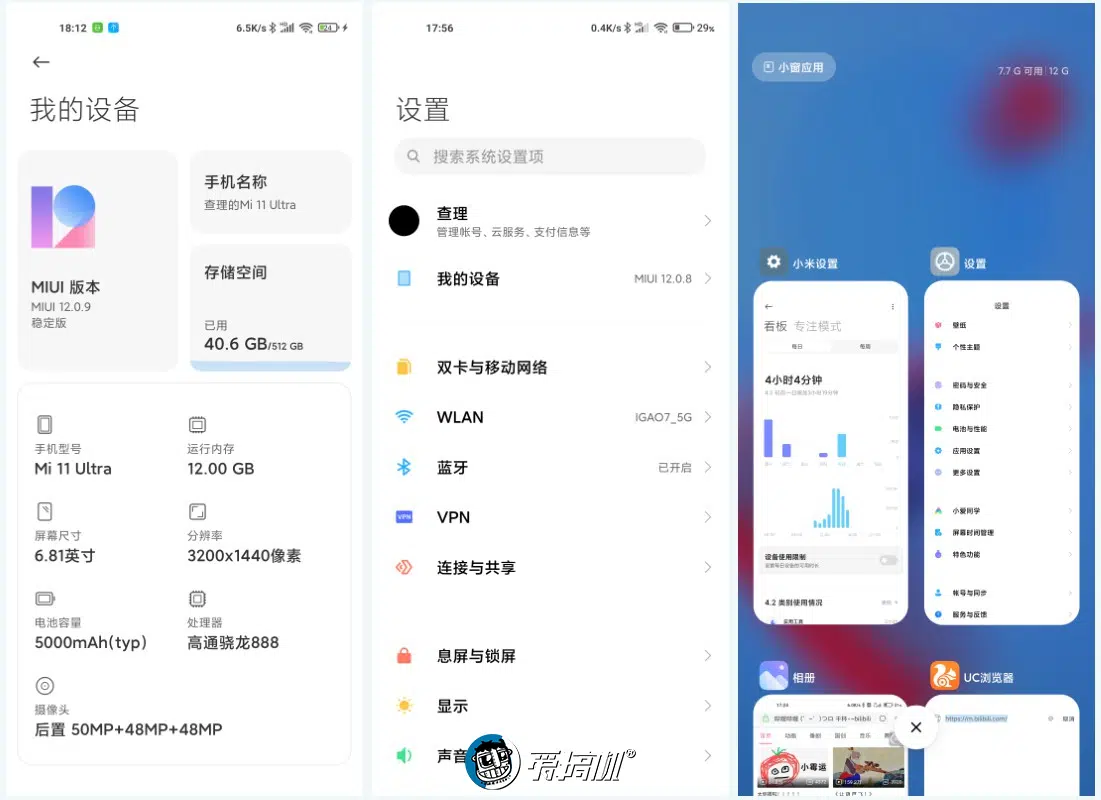 18:12
6.5K/s
24
我的设备
MIUI 版本
MIUI 12.0.9
稳定版
手机名称
查理的Mi 11 Ultra
存储空间
已用
40.6 GB/512 GB
手机型号
Mi 11 Ultra
运行内存
12.00 GB
屏幕尺寸
6.81英寸
分辨率
3200x1440像素
电池容量
5000mAh(typ)
处理器
高通骁龙888
摄像头
后置 50MP+48MP+48MP
17:56
0.4K/s
29%
设置
搜索系统设置项
查理
管理帐号、云服务、支付信息等
我的设备
MIUI 12.0.8
双卡与移动网络
WLAN
IGAO7_5G
蓝牙
已开启
VPN
VPN
连接与共享
息屏与锁屏
显示
声音
爱搞机®
小窗应用
7.7 G 可用 | 12 G
小米设置
看板 专注模式
每日
每周
4小时4分钟
设备使用限制
4.2 类别使用情况
设置
设置
壁纸
个性主题
密码与安全
隐私保护
电池与性能
应用设置
更多设置
小爱同学
屏幕时间管理
特色功能
帐号与同步
服务与反馈
相册
小霉运
UC浏览器
https://m.bilibili.com/
取消